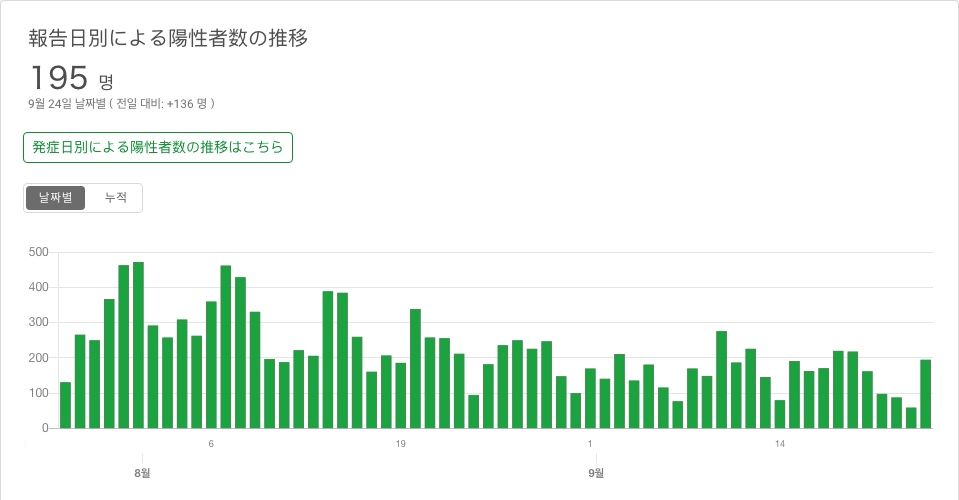 報告日別による陽性者数の推移
195 명
9월 24일 날짜별 ( 전일 대비: +136 명 )
発症日別による陽性者数の推移はこちら
날짜별 누적
500
400
300
200
100
0
6 19 1 14
8월 9월